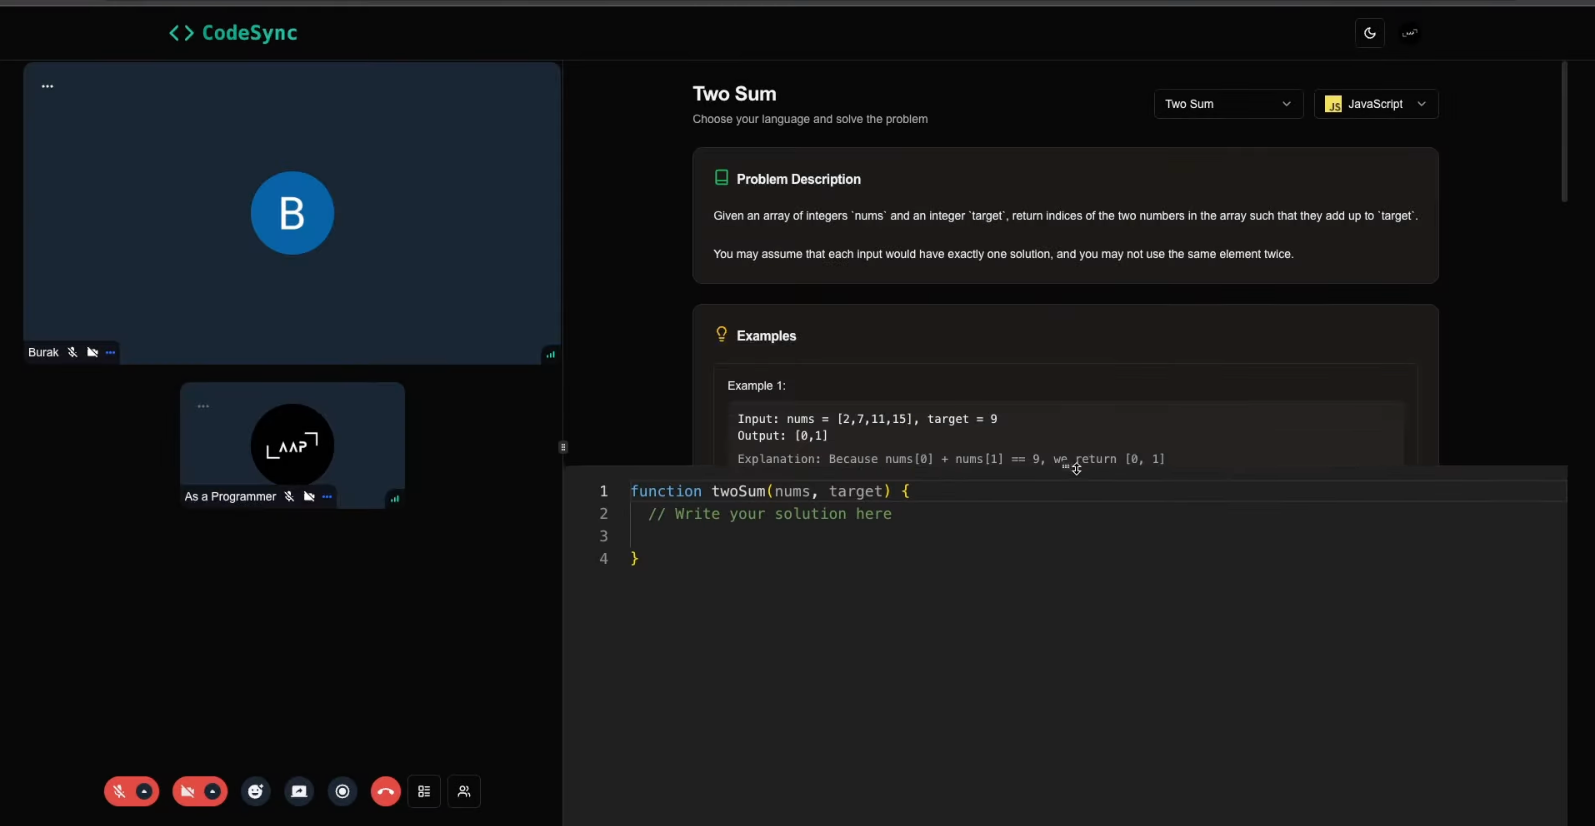 <> CodeSync
B
Burak
LAAP
As a Programmer
Two Sum
Choose your language and solve the problem
Two Sum
JS JavaScript
Problem Description
Given an array of integers `nums` and an integer `target`, return indices of the two numbers in the array such that they add up to `target`.
You may assume that each input would have exactly one solution, and you may not use the same element twice.
Examples
Example 1:
Input: nums = [2,7,11,15], target = 9
Output: [0,1]
Explanation: Because nums[0] + nums[1] == 9, we return [0, 1]
1 function twoSum(nums, target) {
2 // Write your solution here
3
4 }